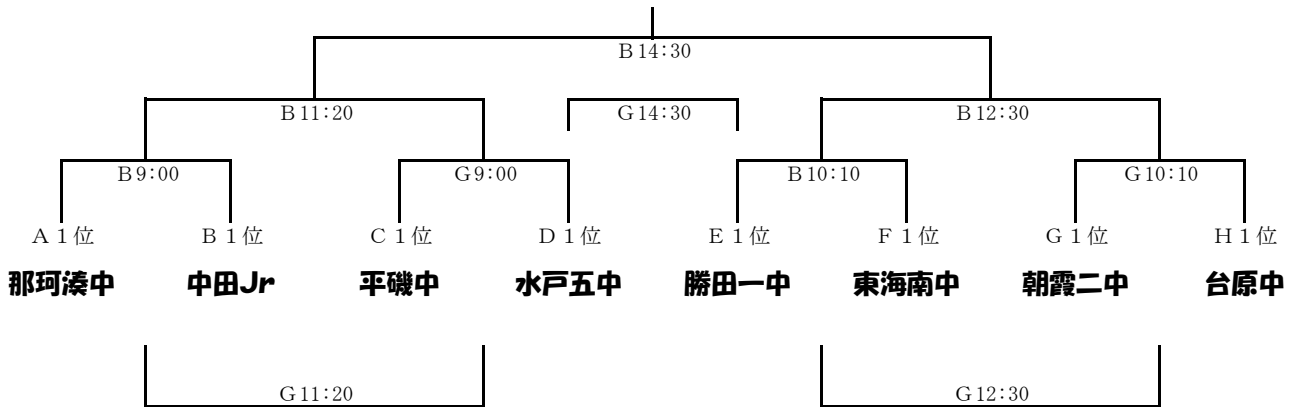 B14:30
B11:20 G14:30 B12:30
B9:00 G9:00 B10:10 G10:10
A1位 B1位 C1位 D1位 E1位 F1位 G1位 H1位
那珂湊中 中田Jr 平磯中 水戸五中 勝田一中 東海南中 朝霞二中 台原中
G11:20 G12:30